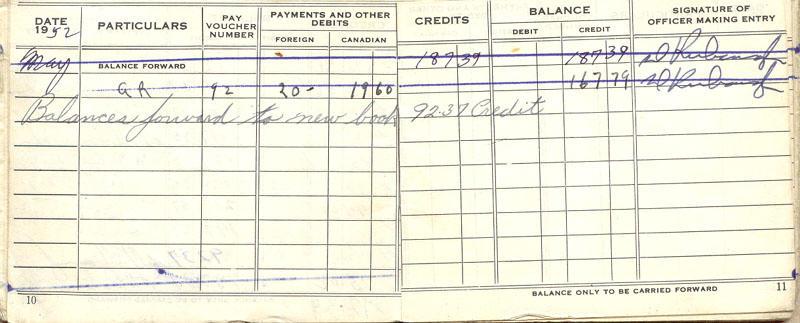 DATE 1952 PARTICULARS PAY VOUCHER NUMBER PAYMENTS AND OTHER DEBITS FOREIGN CANADIAN CREDITS BALANCE DEBIT CREDIT SIGNATURE OF OFFICER MAKING ENTRY
May BALANCE FORWARD 187 39 187 39
GR 92 20- 19 60 167 79
Balances forward to new book 92.37 Credit
10 BALANCE ONLY TO BE CARRIED FORWARD 11